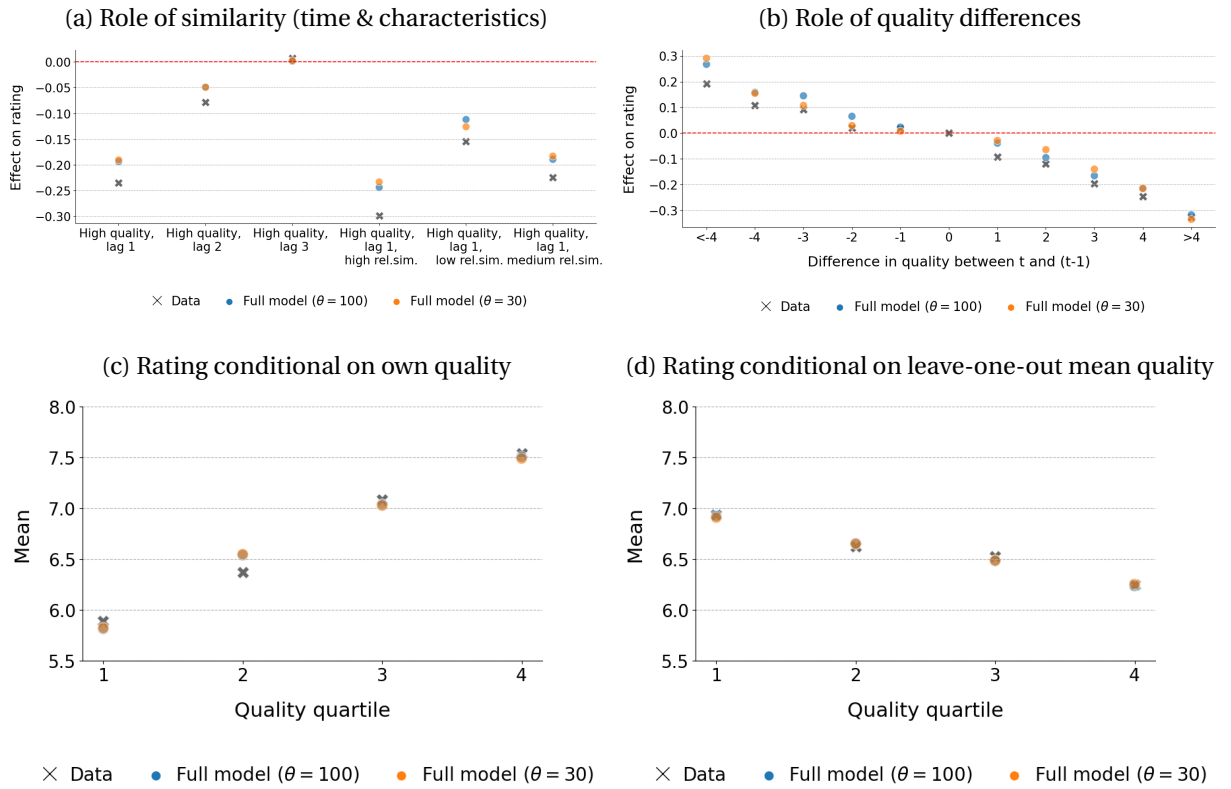 (a) Role of similarity (time & characteristics)
0.00
−0.05
−0.10
−0.15
−0.20
−0.25
−0.30
Effect on rating
High quality,
lag 1
High quality,
lag 2
High quality,
lag 3
High quality,
lag 1,
high rel.sim.
High quality,
lag 1,
low rel.sim.
High quality,
lag 1,
medium rel.sim.
Data
Full model (θ = 100)
Full model (θ = 30)
(b) Role of quality differences
0.3
0.2
0.1
0.0
−0.1
−0.2
−0.3
Effect on rating
<-4 -4 -3 -2 -1 0 1 2 3 4 >4
Difference in quality between t and (t-1)
Data
Full model (θ = 100)
Full model (θ = 30)
(c) Rating conditional on own quality
8.0
7.5
7.0
6.5
6.0
5.5
Mean
1 2 3 4
Quality quartile
Data
Full model (θ = 100)
Full model (θ = 30)
(d) Rating conditional on leave-one-out mean quality
8.0
7.5
7.0
6.5
6.0
5.5
Mean
1 2 3 4
Quality quartile
Data
Full model (θ = 100)
Full model (θ = 30)